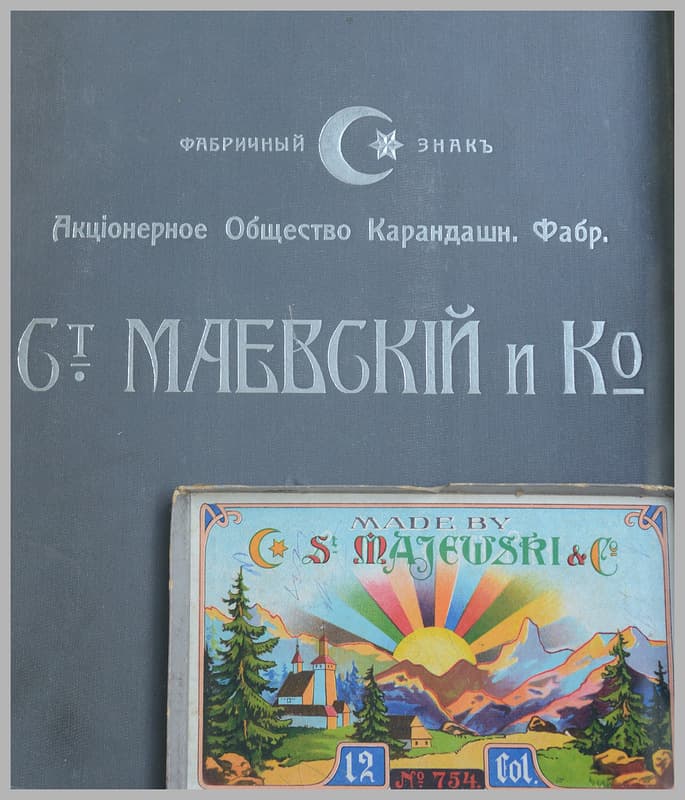 ФАБРИЧНЫЙ ЗНАКЪ
Акціонерное Общество Карандашн. Фабр.
Ст. МАЕВСКІЙ и Ко
MADE BY
St. MAJEWSKI & Co
12 No 754. Col.